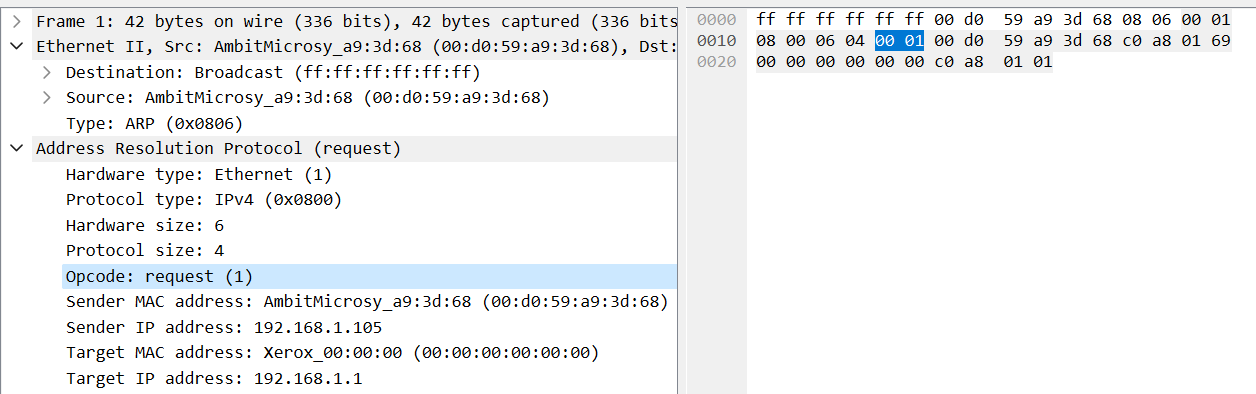 Frame 1: 42 bytes on wire (336 bits), 42 bytes captured (336 bits
Ethernet II, Src: AmbitMicrosy_a9:3d:68 (00:d0:59:a9:3d:68), Dst:
Destination: Broadcast (ff:ff:ff:ff:ff:ff)
Source: AmbitMicrosy_a9:3d:68 (00:d0:59:a9:3d:68)
Type: ARP (0x0806)
Address Resolution Protocol (request)
Hardware type: Ethernet (1)
Protocol type: IPv4 (0x0800)
Hardware size: 6
Protocol size: 4
Opcode: request (1)
Sender MAC address: AmbitMicrosy_a9:3d:68 (00:d0:59:a9:3d:68)
Sender IP address: 192.168.1.105
Target MAC address: Xerox_00:00:00 (00:00:00:00:00:00)
Target IP address: 192.168.1.1
0000 ff ff ff ff ff ff 00 d0 59 a9 3d 68 08 06 00 01
0010 08 00 06 04 00 01 00 d0 59 a9 3d 68 c0 a8 01 69
0020 00 00 00 00 00 00 c0 a8 01 01